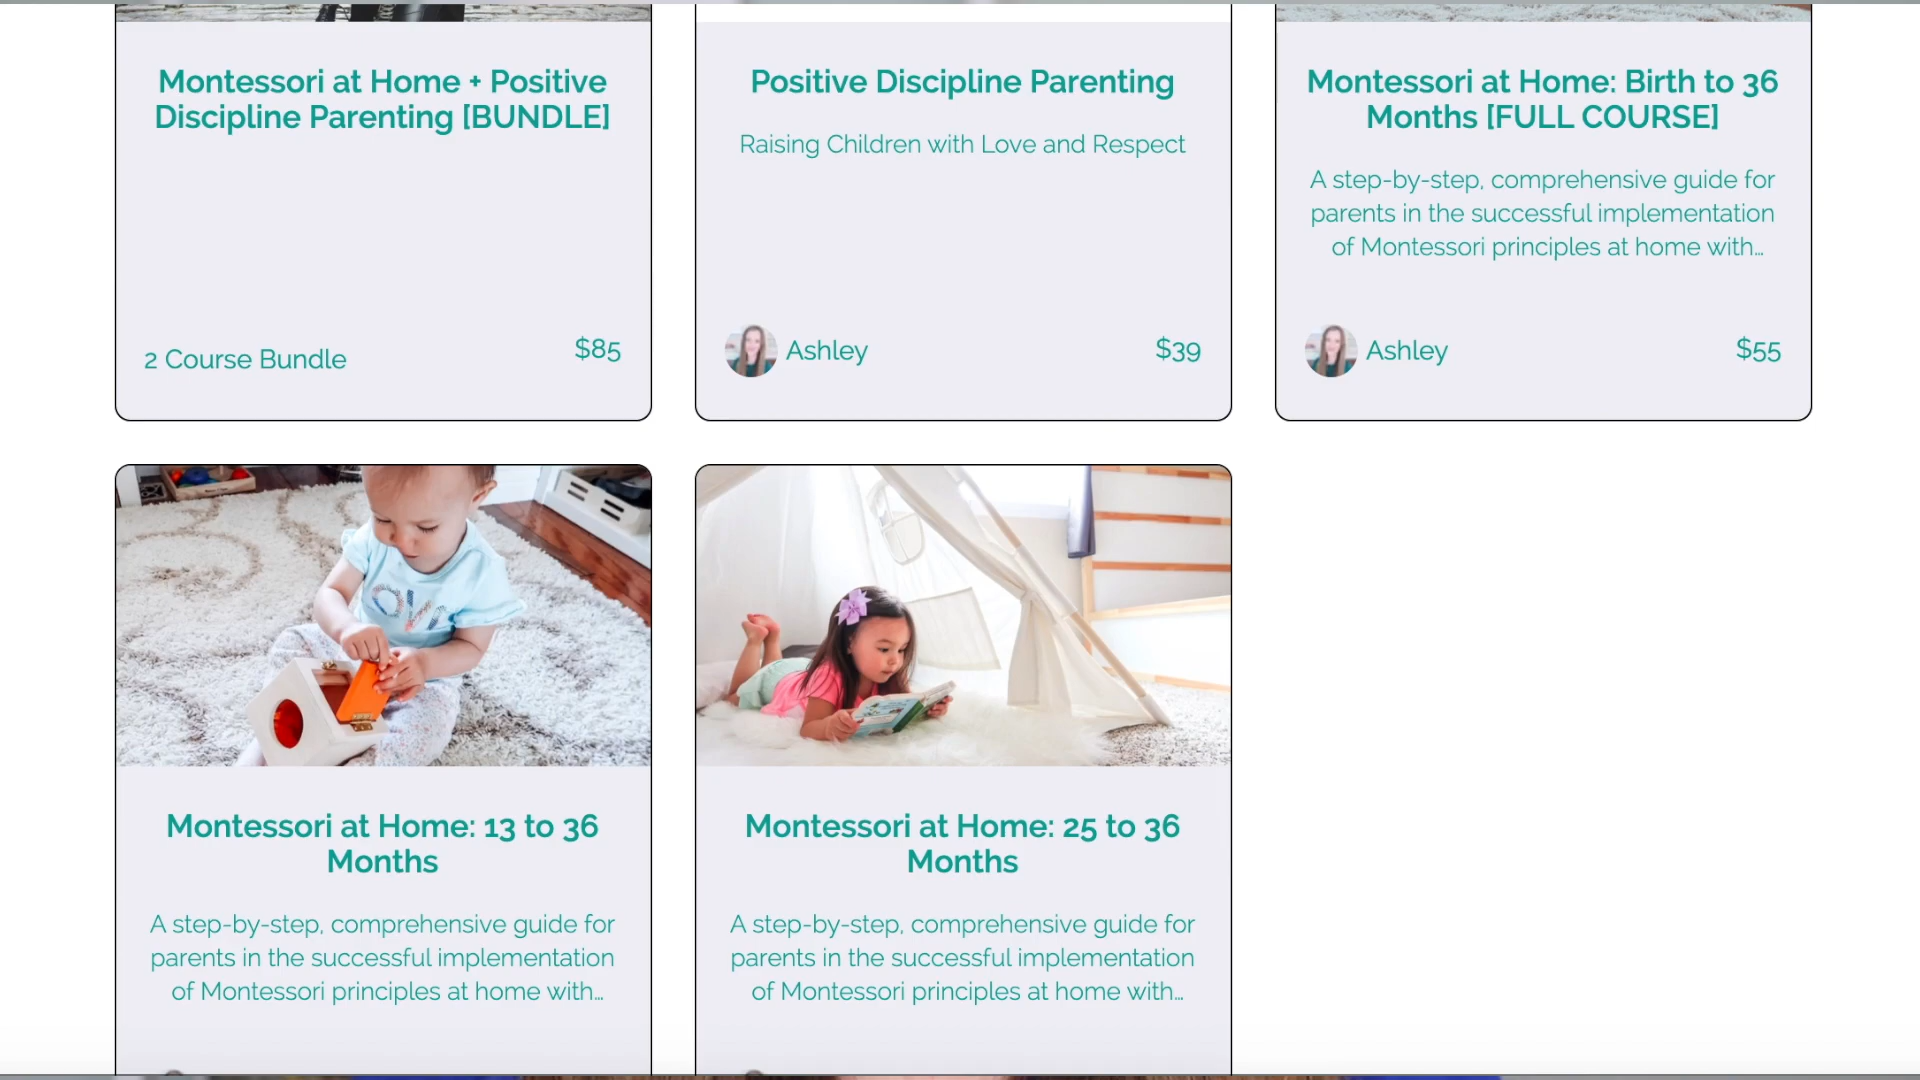 Montessori at Home + Positive
Discipline Parenting [BUNDLE]
2 Course Bundle
$85
Positive Discipline Parenting
Raising Children with Love and Respect
Ashley
$39
Montessori at Home: Birth to 36
Months [FULL COURSE]
A step-by-step, comprehensive guide for
parents in the successful implementation
of Montessori principles at home with...
Ashley
$55
Montessori at Home: 13 to 36
Months
A step-by-step, comprehensive guide for
parents in the successful implementation
of Montessori principles at home with...
Montessori at Home: 25 to 36
Months
A step-by-step, comprehensive guide for
parents in the successful implementation
of Montessori principles at home with...